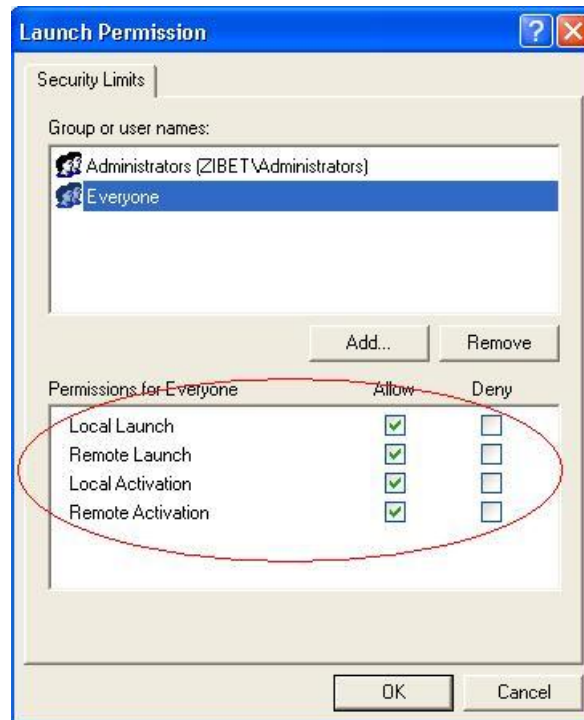 Launch Permission
Security Limits
Group or user names:
Administrators (ZIBET\Administrators)
Everyone
Add... Remove
Permissions for Everyone Allow Deny
Local Launch
Remote Launch
Local Activation
Remote Activation
OK Cancel